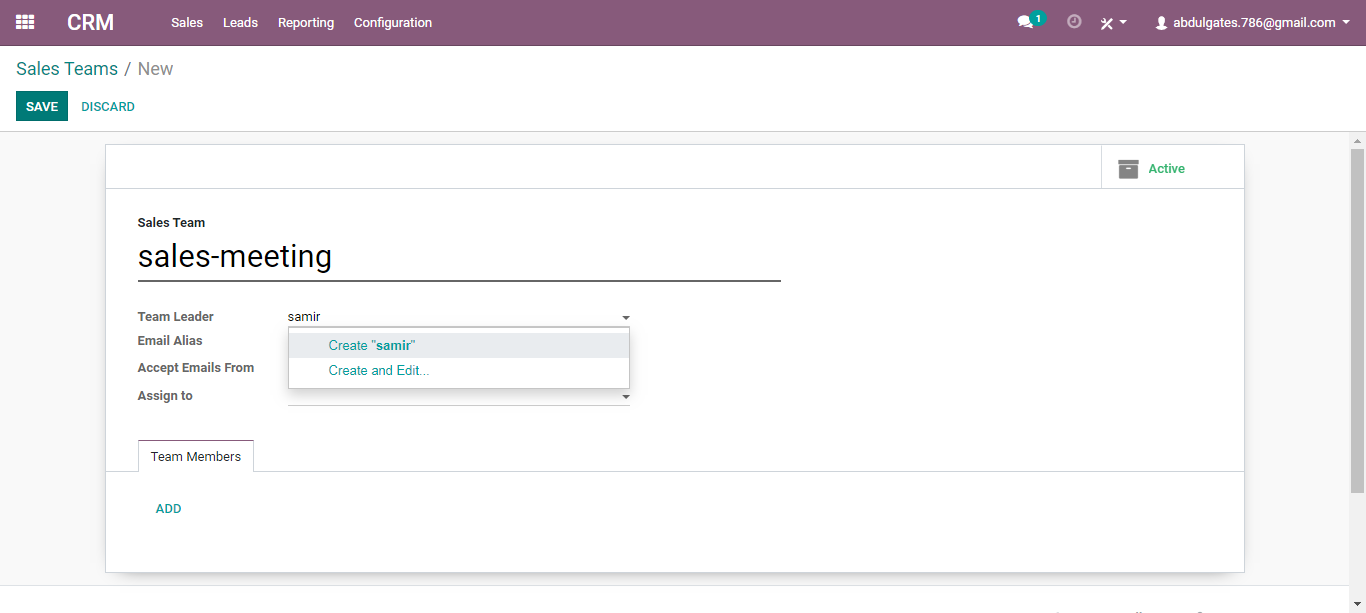 CRM Sales Leads Reporting Configuration 1 abdulgates.786@gmail.com
Sales Teams / New
SAVE DISCARD
Active
Sales Team
sales-meeting
Team Leader samir
Email Alias Create "samir"
Accept Emails From Create and Edit...
Assign to
Team Members
ADD